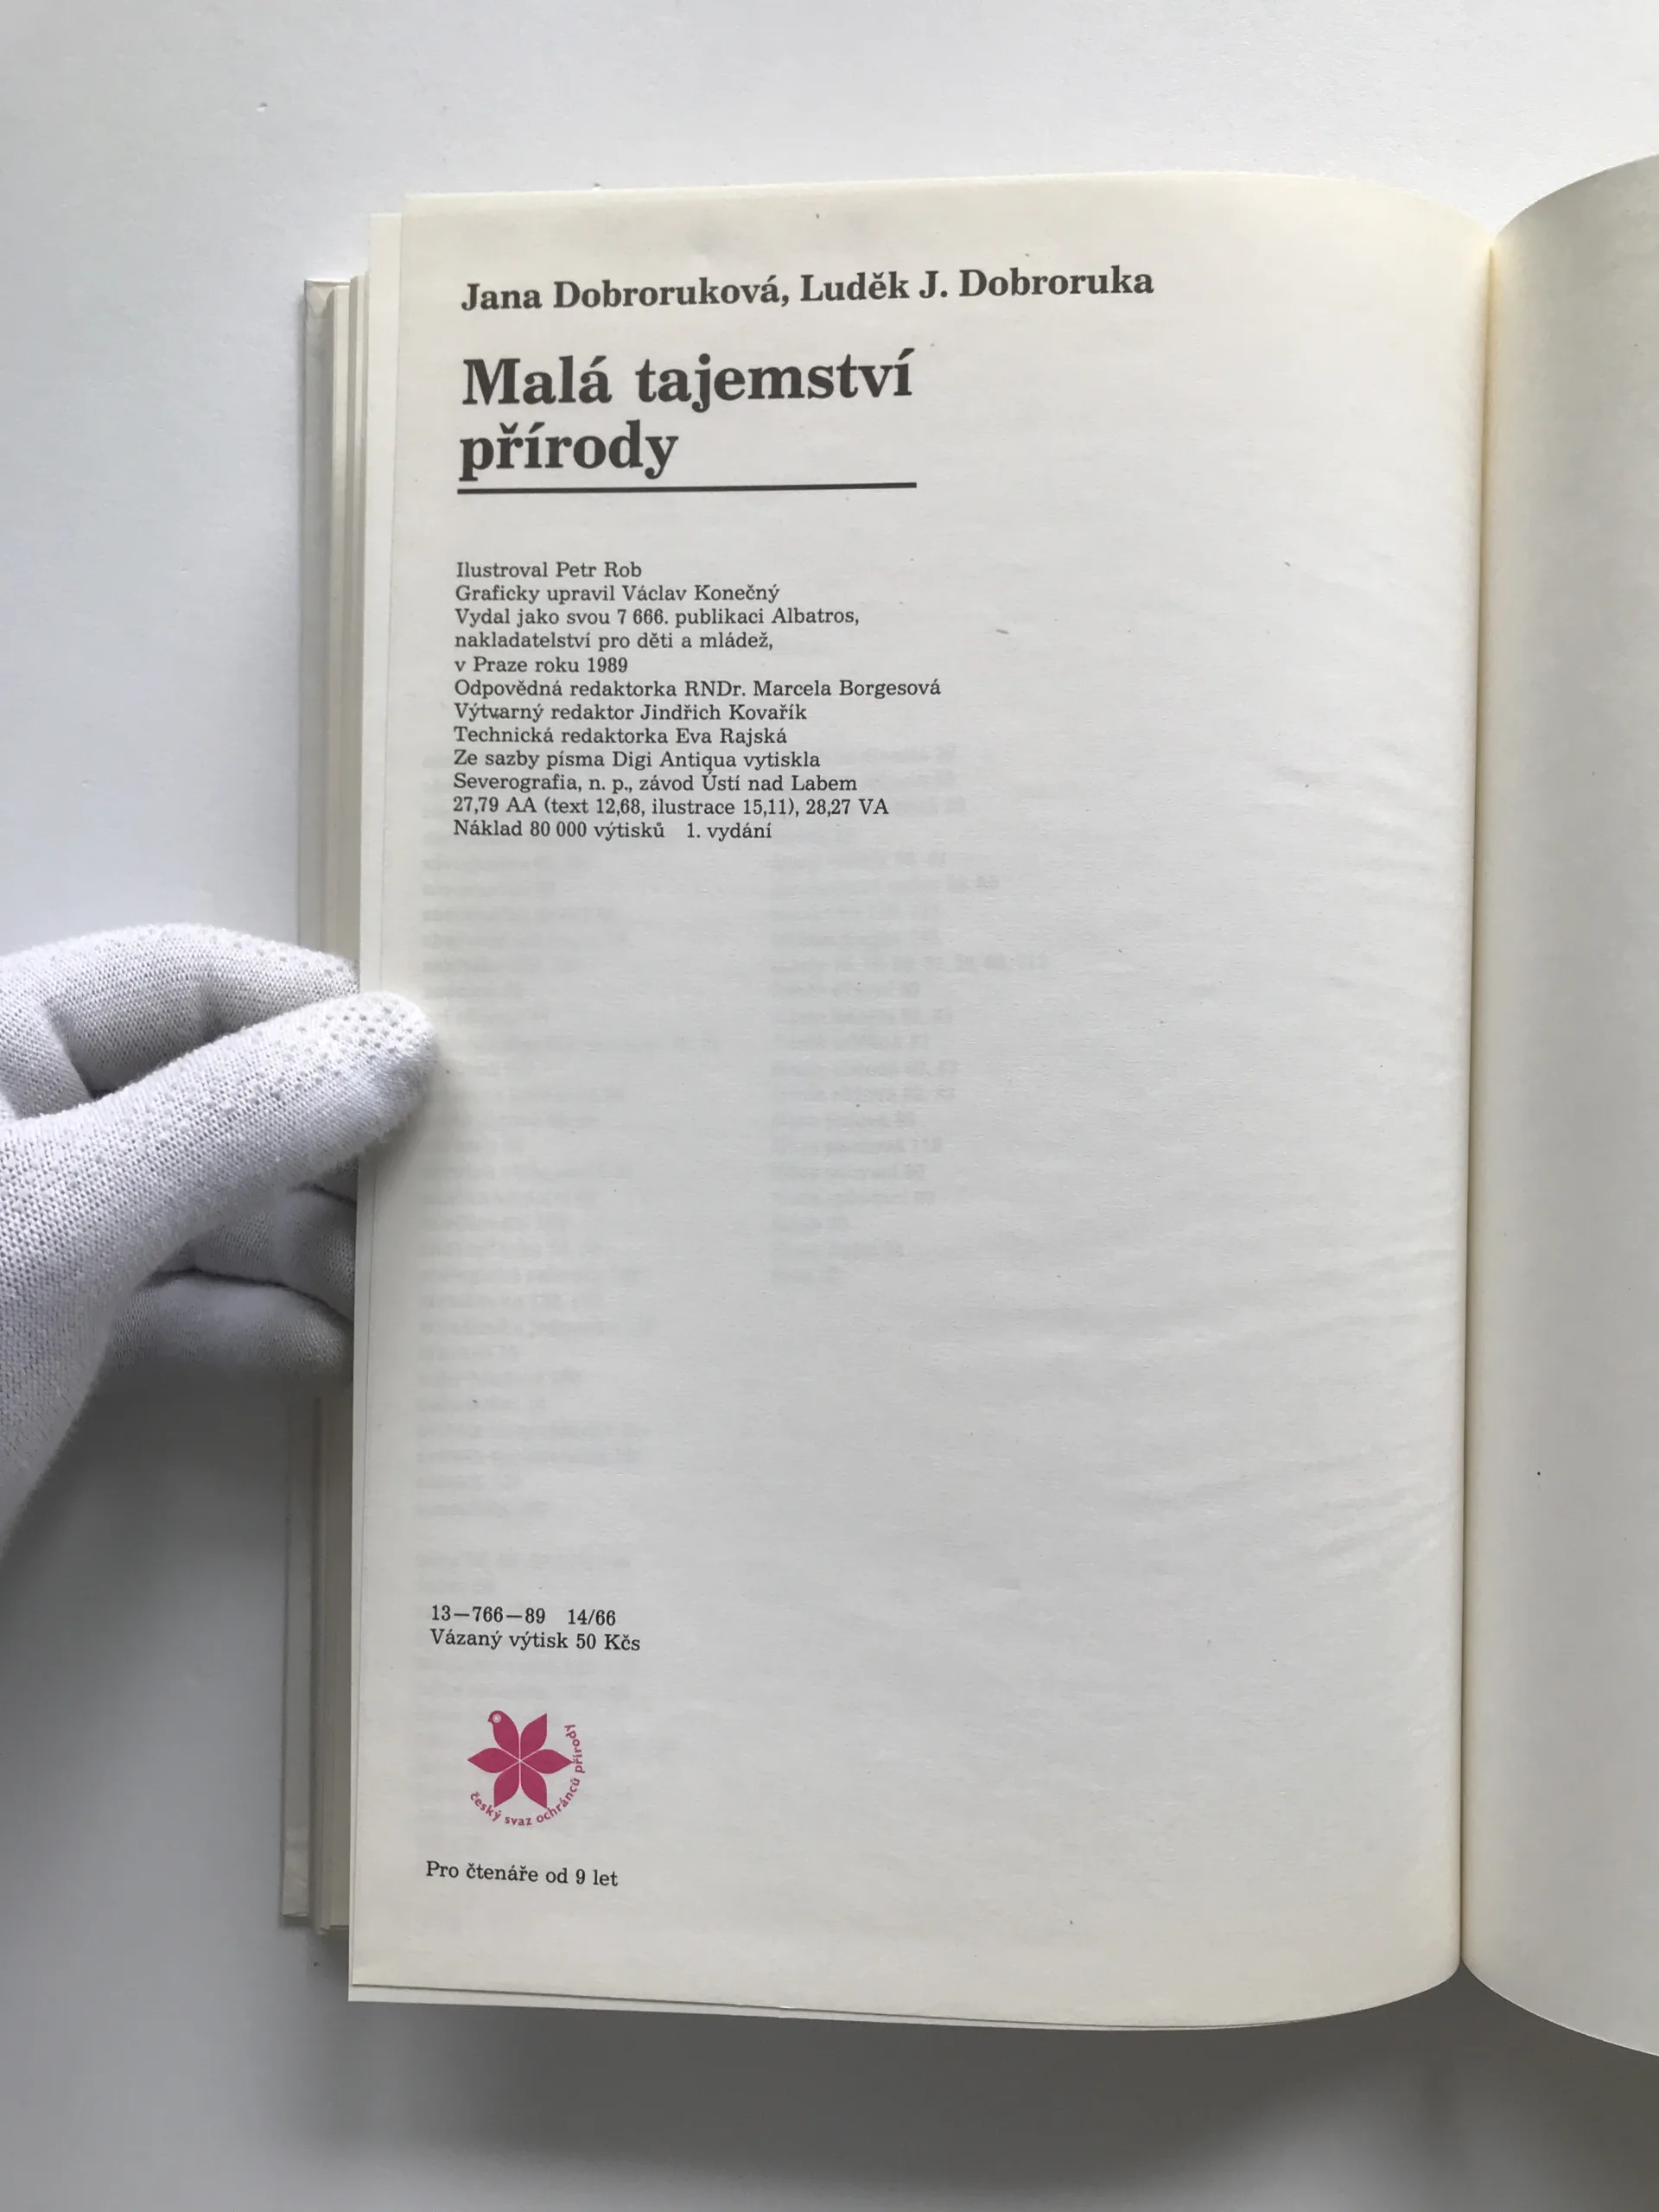 Jana Dobroruková, Luděk J. Dobroruka
Malá tajemství
přírody
Ilustroval Petr Rob
Graficky upravil Václav Konečný
Vydal jako svou 7 666. publikaci Albatros,
nakladatelství pro děti a mládež,
v Praze roku 1989
Odpovědná redaktorka RNDr. Marcela Borgesová
Výtvarný redaktor Jindřich Kovařík
Technická redaktorka Eva Rajská
Ze sazby písma Digi Antiqua vytiskla
Severografia, n. p., závod Ústí nad Labem
27,79 AA (text 12,68, ilustrace 15,11), 28,27 VA
Náklad 80 000 výtisků 1. vydání
13—766—89 14/66
Vázaný výtisk 50 Kčs
český svaz ochránců přírody
Pro čtenáře od 9 let